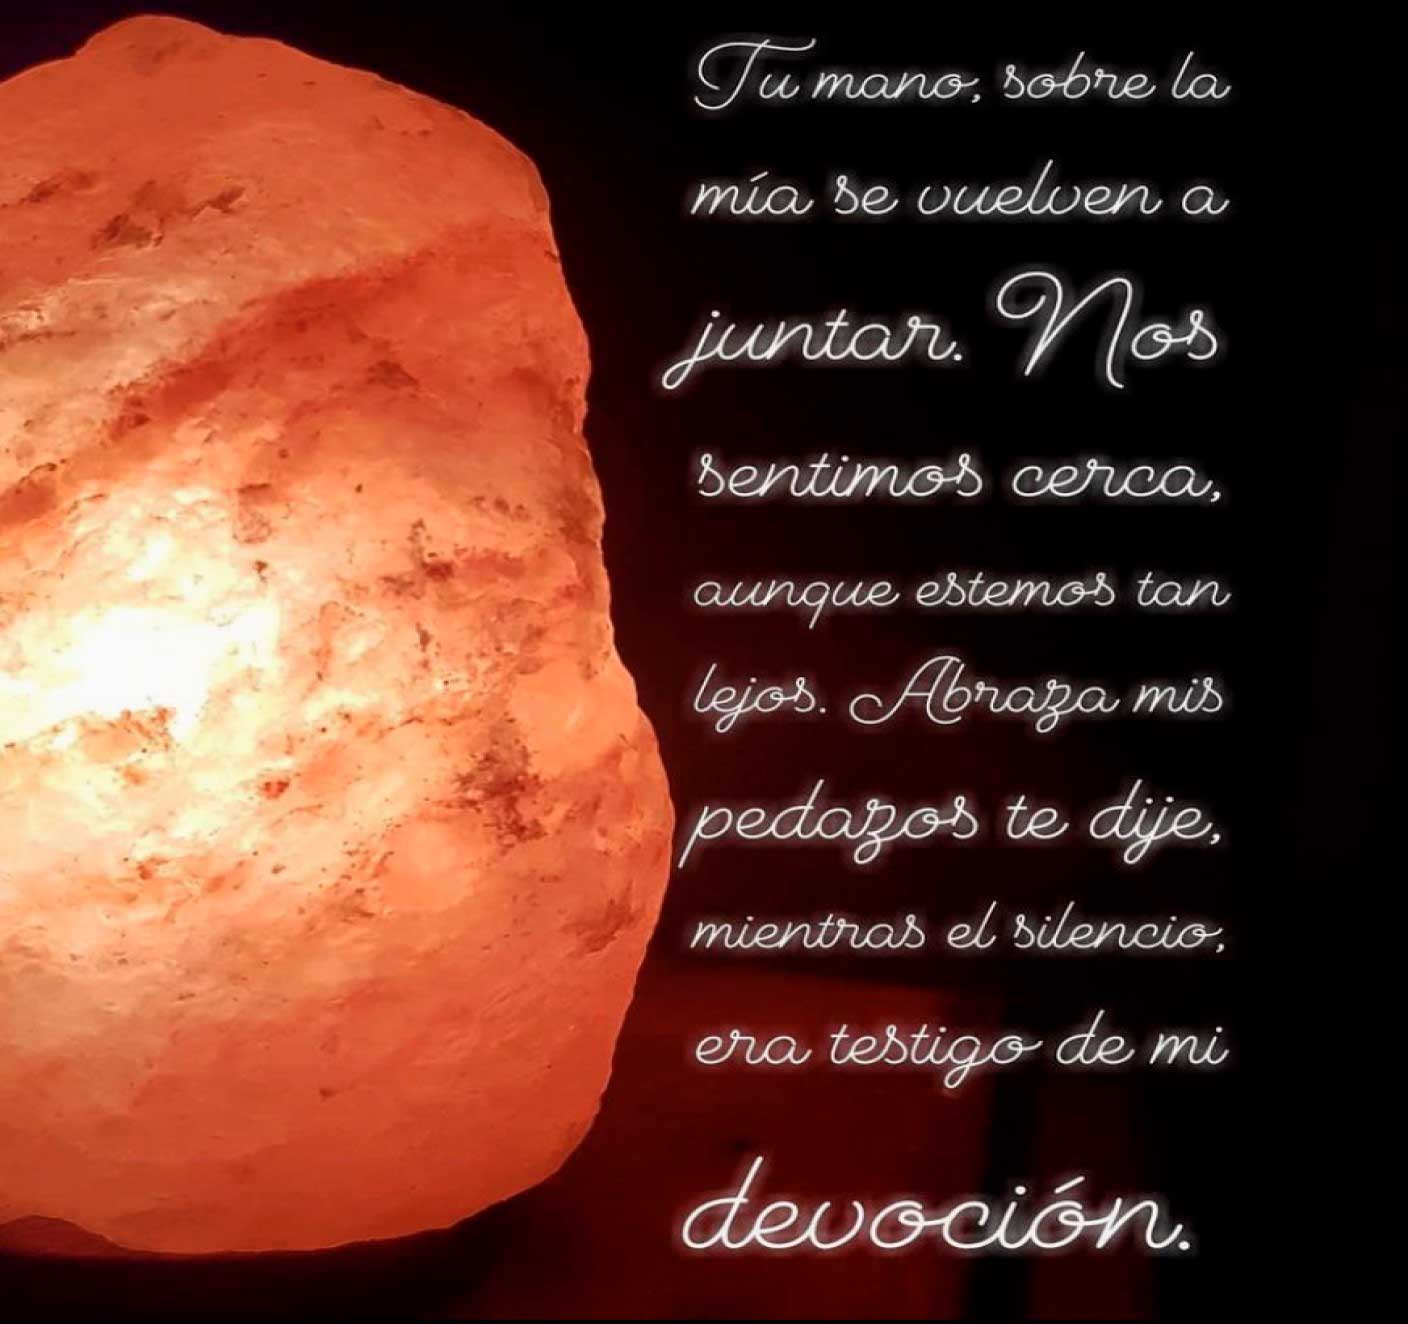 Tu mano, sobre la
mía se vuelven a
juntar. Nos
sentimos cerca,
aunque estemos tan
lejos. Abraza mis
pedazos te dije,
mientras el silencio,
era testigo de mi
devoción.